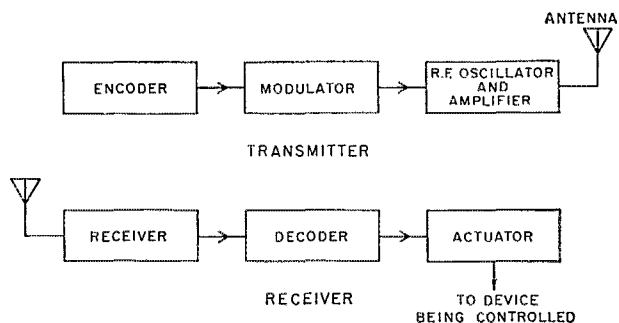 ANTENNA
ENCODER
MODULATOR
R.F. OSCILLATOR
AND
AMPLIFIER
TRANSMITTER
RECEIVER
DECODER
ACTUATOR
RECEIVER
TO DEVICE
BEING CONTROLLED